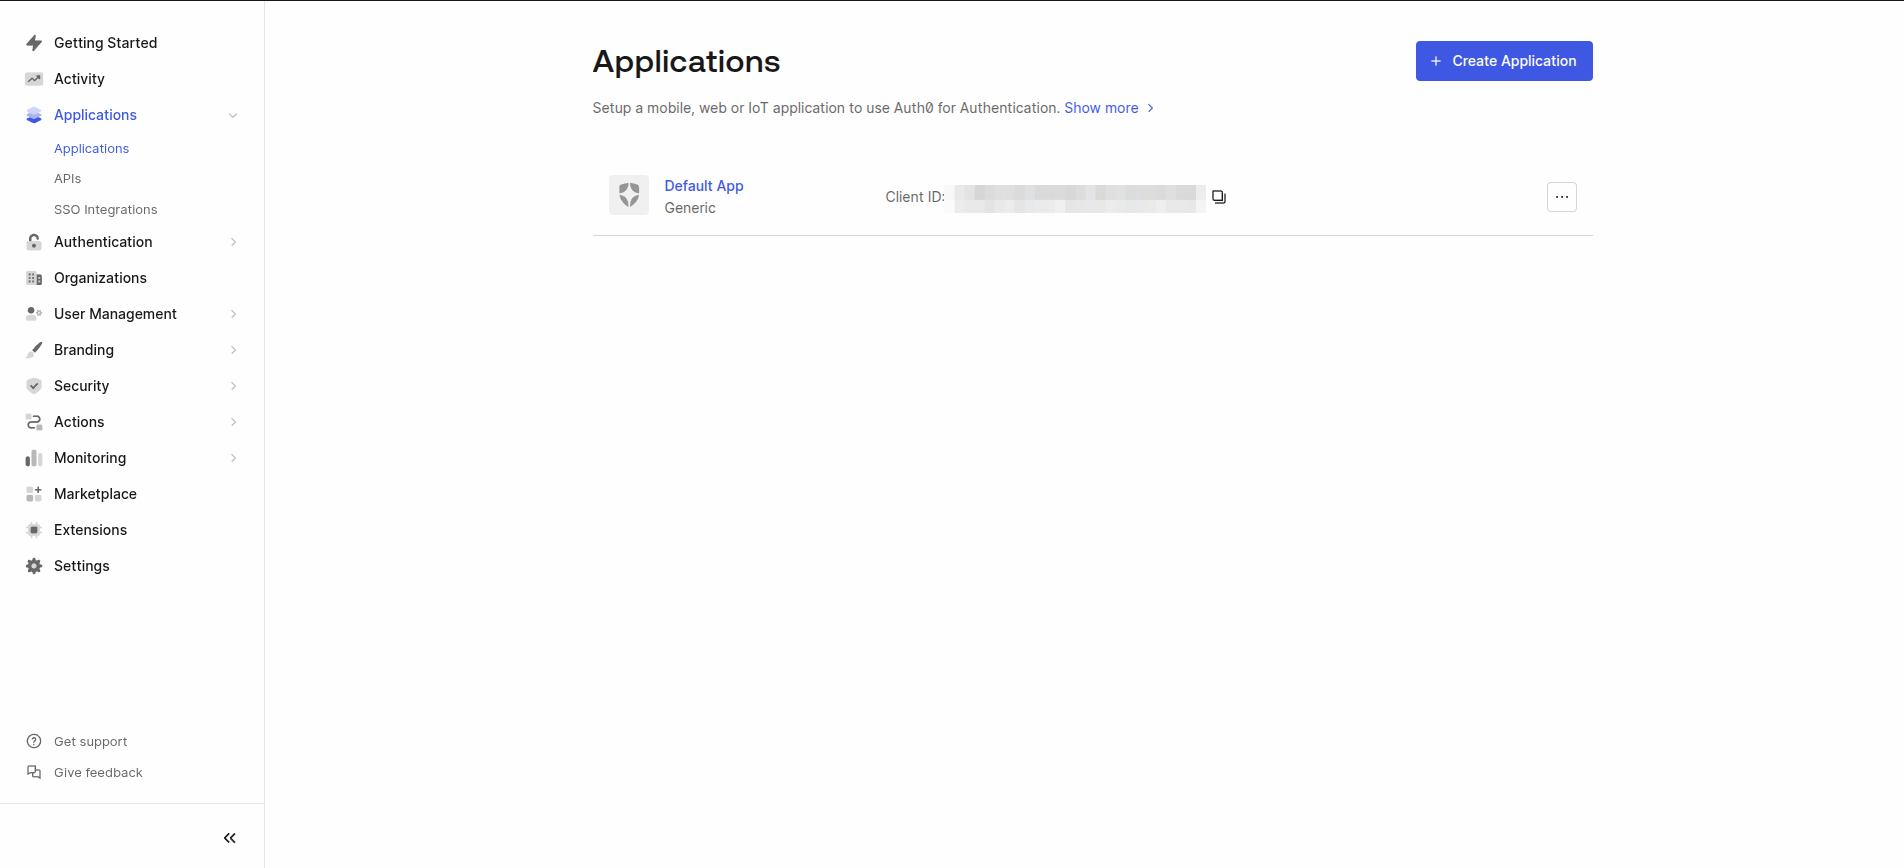 Getting Started
Activity
Applications
Applications
APIs
SSO Integrations
Authentication
Organizations
User Management
Branding
Security
Actions
Monitoring
Marketplace
Extensions
Settings
Get support
Give feedback
Applications
+ Create Application
Setup a mobile, web or IoT application to use Auth0 for Authentication. Show more
Default App
Generic
Client ID: